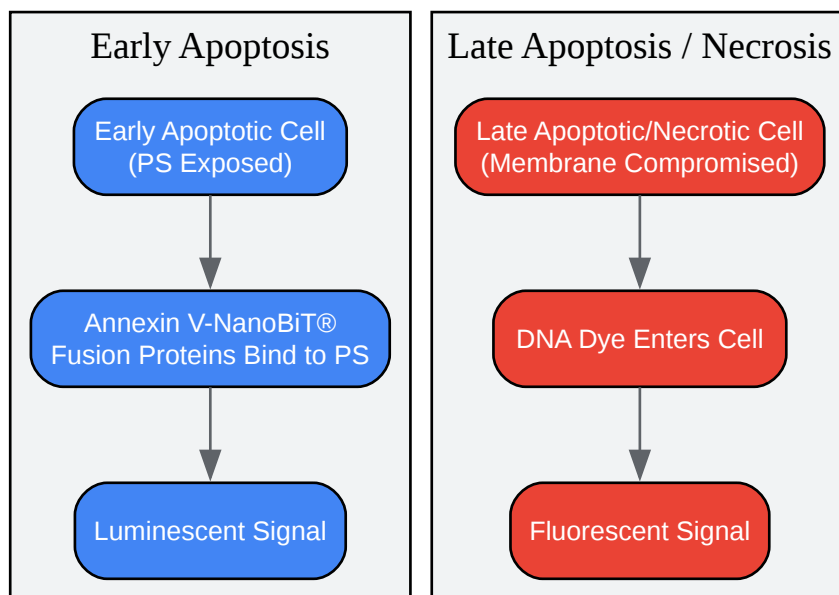 Early Apoptosis
Early Apoptotic Cell
(PS Exposed)
Annexin V-NanoBiT®
Fusion Proteins Bind to PS
Luminescent Signal
Late Apoptosis / Necrosis
Late Apoptotic/Necrotic Cell
(Membrane Compromised)
DNA Dye Enters Cell
Fluorescent Signal